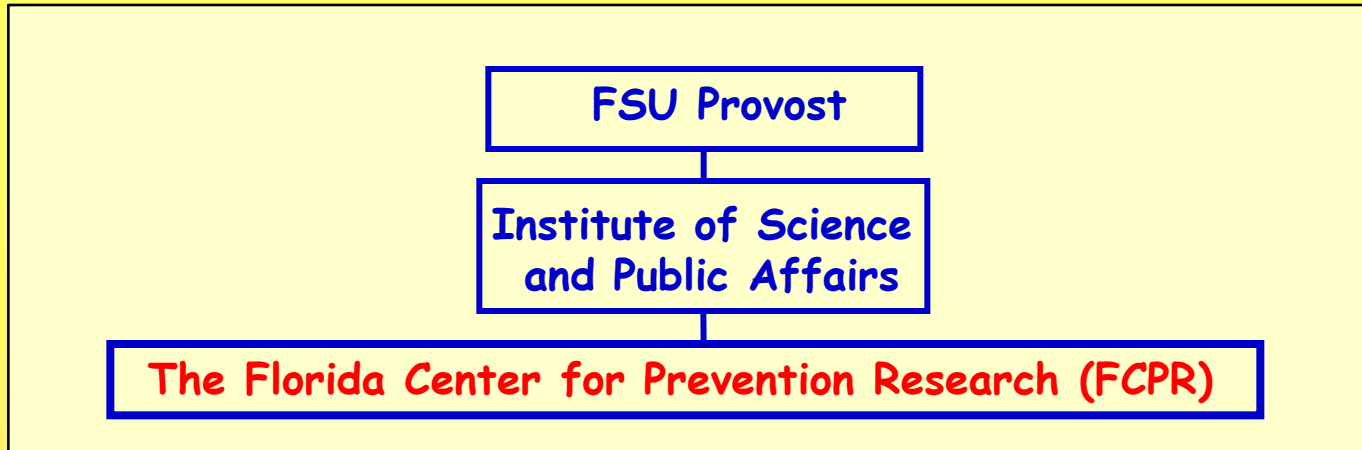 FSU Provost
Institute of Science
and Public Affairs
The Florida Center for Prevention Research (FCPR)